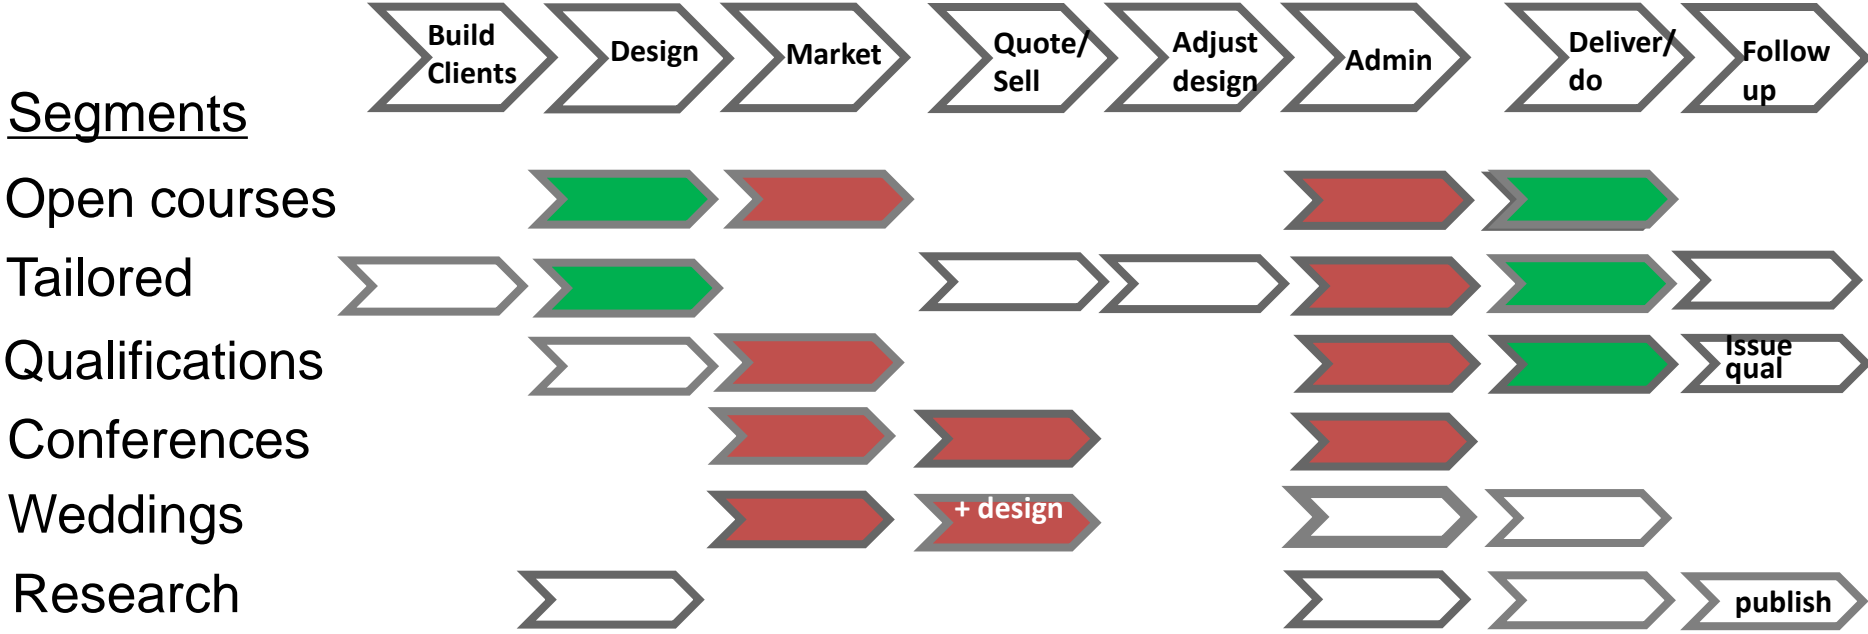 Build
Clients
Design
Market
Quote/
Sell
Adjust
design
Admin
Deliver/
do
Follow
up
Segments
Open courses
Tailored
Qualifications
Issue
qual
Conferences
Weddings
+ design
Research
publish